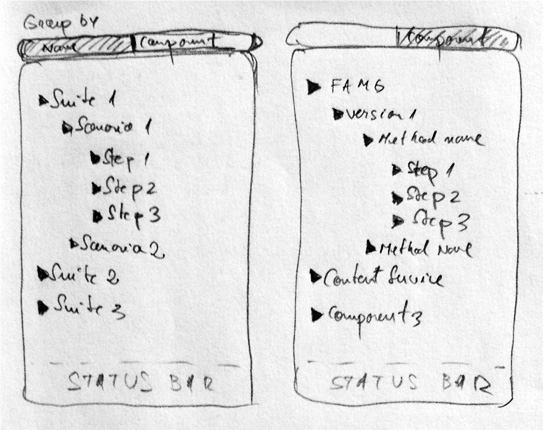 Group by
Name Component
Suite 1
Scenario 1
Step 1
Step 2
Step 3
Scenario 2
Suite 2
Suite 3
STATUS BAR
Component
FAMG
Version 1
Method name
Step 1
Step 2
Step 3
Method Name
Content Service
Component 3
STATUS BAR